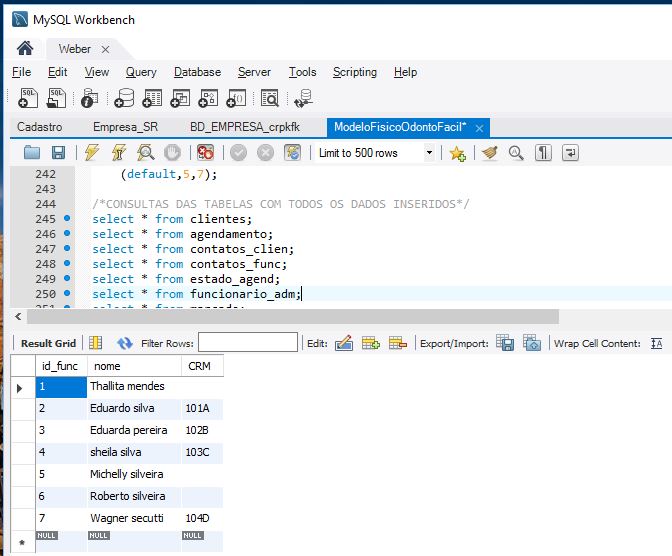 MySQL Workbench
Weber
File Edit View Query Database Server Tools Scripting Help
Cadastro Empresa_SR BD_EMPRESA_crpkfk ModeloFisicoOdontoFacil*
Limit to 500 rows
242 (default,5,7);
243
244 /*CONSULTAS DAS TABELAS COM TODOS OS DADOS INSERIDOS*/
245 select * from clientes;
246 select * from agendamento;
247 select * from contatos_clien;
248 select * from contatos_func;
249 select * from estado_agend;
250 select * from funcionario_adm;
Result Grid Filter Rows: Edit: Export/Import: Wrap Cell Content:
id_func nome CRM
1 Thallita mendes
2 Eduardo silva 101A
3 Eduarda pereira 102B
4 sheila silva 103C
5 Michelly silveira
6 Roberto silveira
7 Wagner secutti 104D
NULL NULL NULL